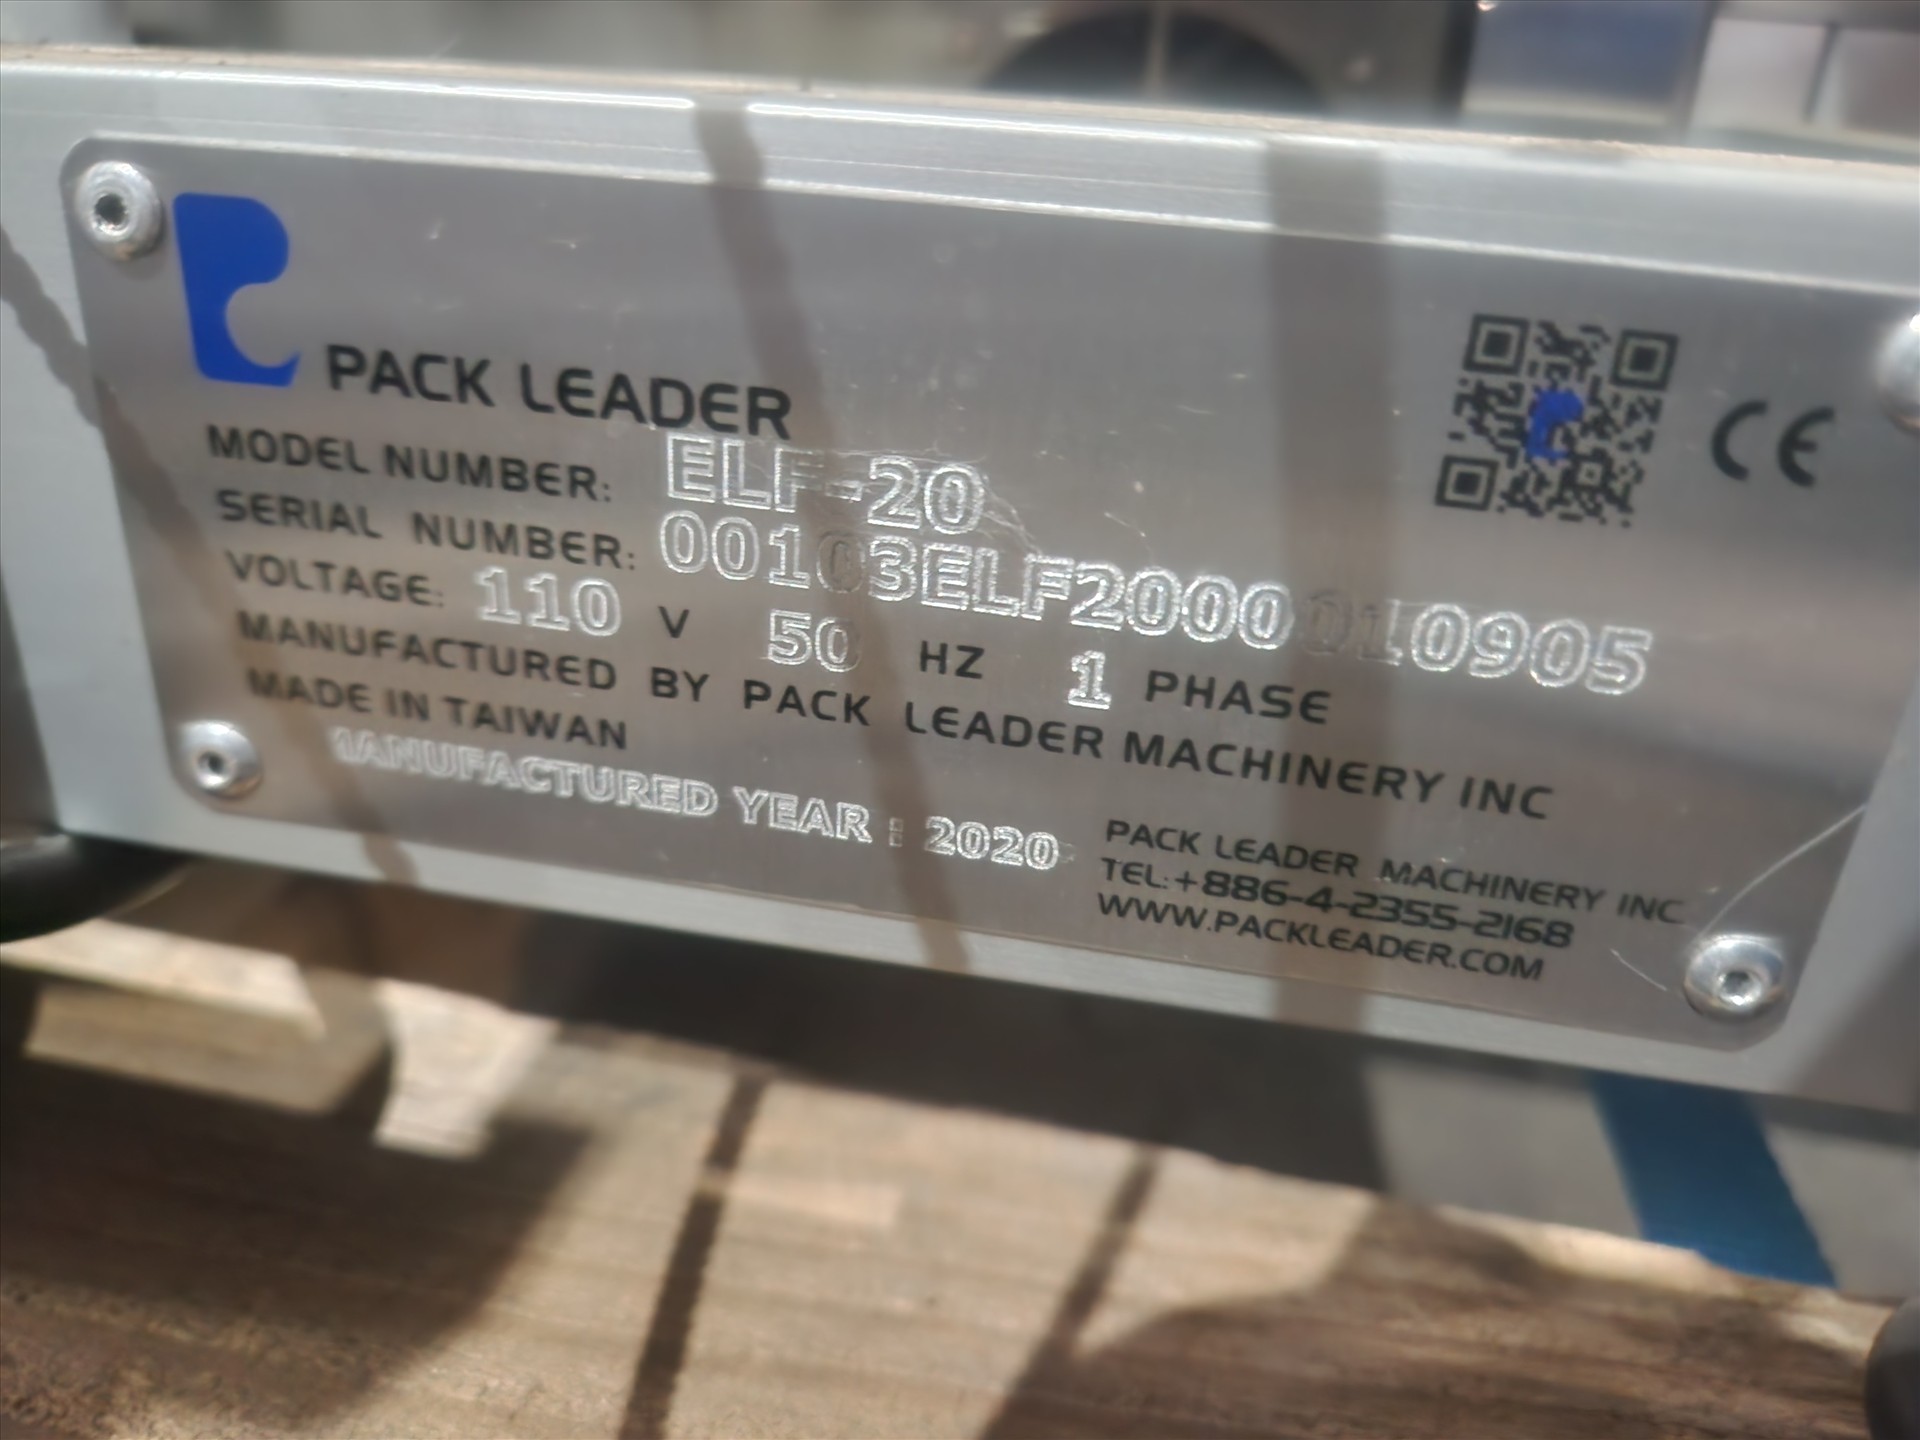 PACK LEADER
MODEL NUMBER: ELF-20
SERIAL NUMBER: 00103ELF2000010905
VOLTAGE: 110 V 50 HZ 1 PHASE
MANUFACTURED BY PACK LEADER MACHINERY INC
MADE IN TAIWAN
MANUFACTURED YEAR : 2020
PACK LEADER MACHINERY INC.
TEL:+886-4-2355-2168
WWW.PACKLEADER.COM
CE